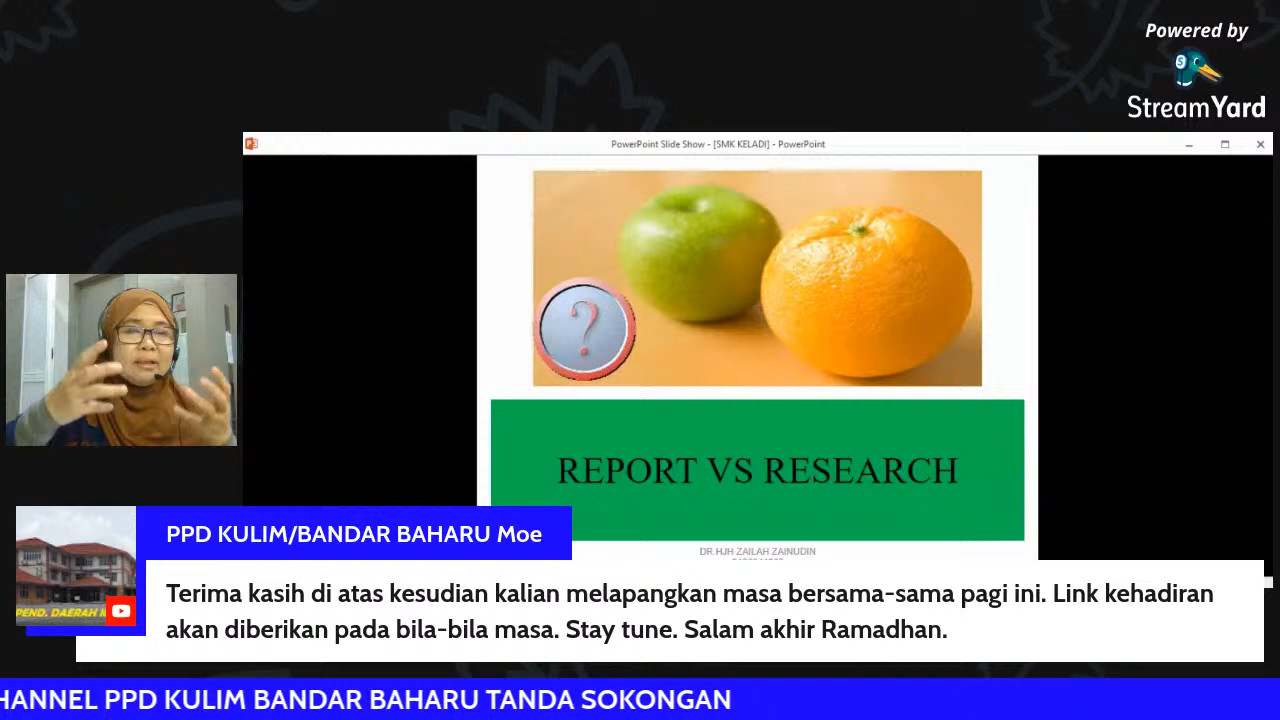 Powered by
StreamYard
PowerPoint Slide Show - [SMK KELADI] - PowerPoint
?
REPORT VS RESEARCH
DR.HJH ZAILAH ZAINUDIN
PPD KULIM/BANDAR BAHARU Moe
PEND. DAERAH
Terima kasih di atas kesudian kalian melapangkan masa bersama-sama pagi ini. Link kehadiran
akan diberikan pada bila-bila masa. Stay tune. Salam akhir Ramadhan.
HANNEL PPD KULIM BANDAR BAHARU TANDA SOKONGAN